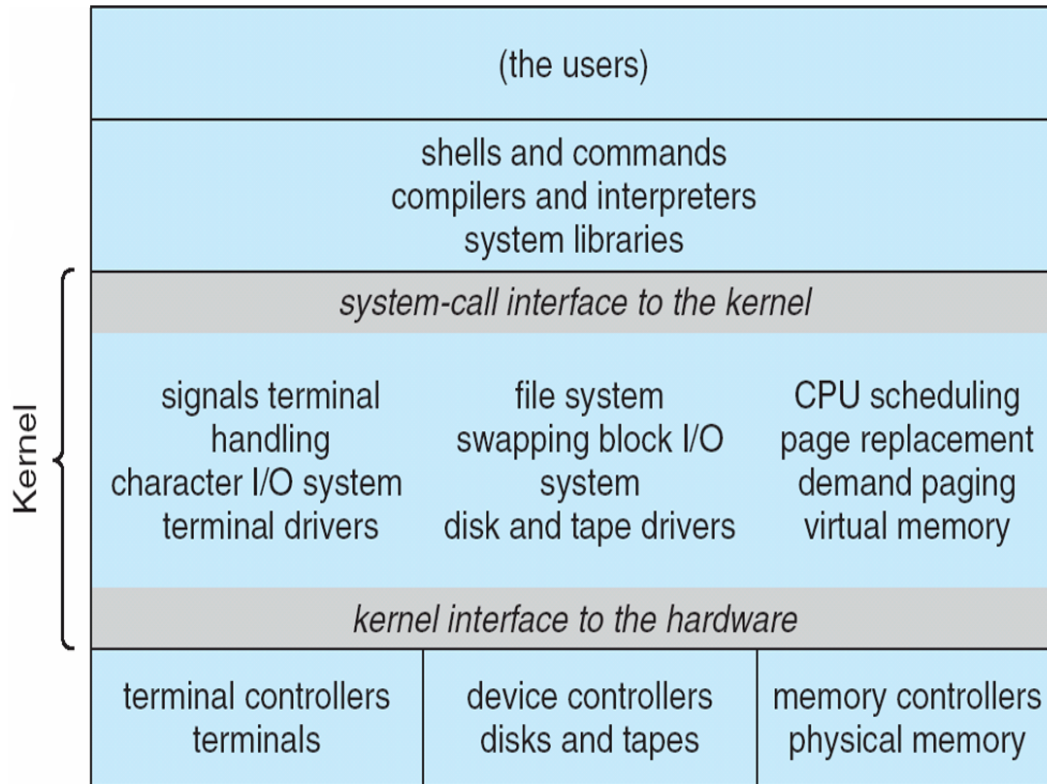 (the users)
shells and commands
compilers and interpreters
system libraries
Kernel
system-call interface to the kernel
signals terminal
handling
character I/O system
terminal drivers
file system
swapping block I/O
system
disk and tape drivers
CPU scheduling
page replacement
demand paging
virtual memory
kernel interface to the hardware
terminal controllers
terminals
device controllers
disks and tapes
memory controllers
physical memory